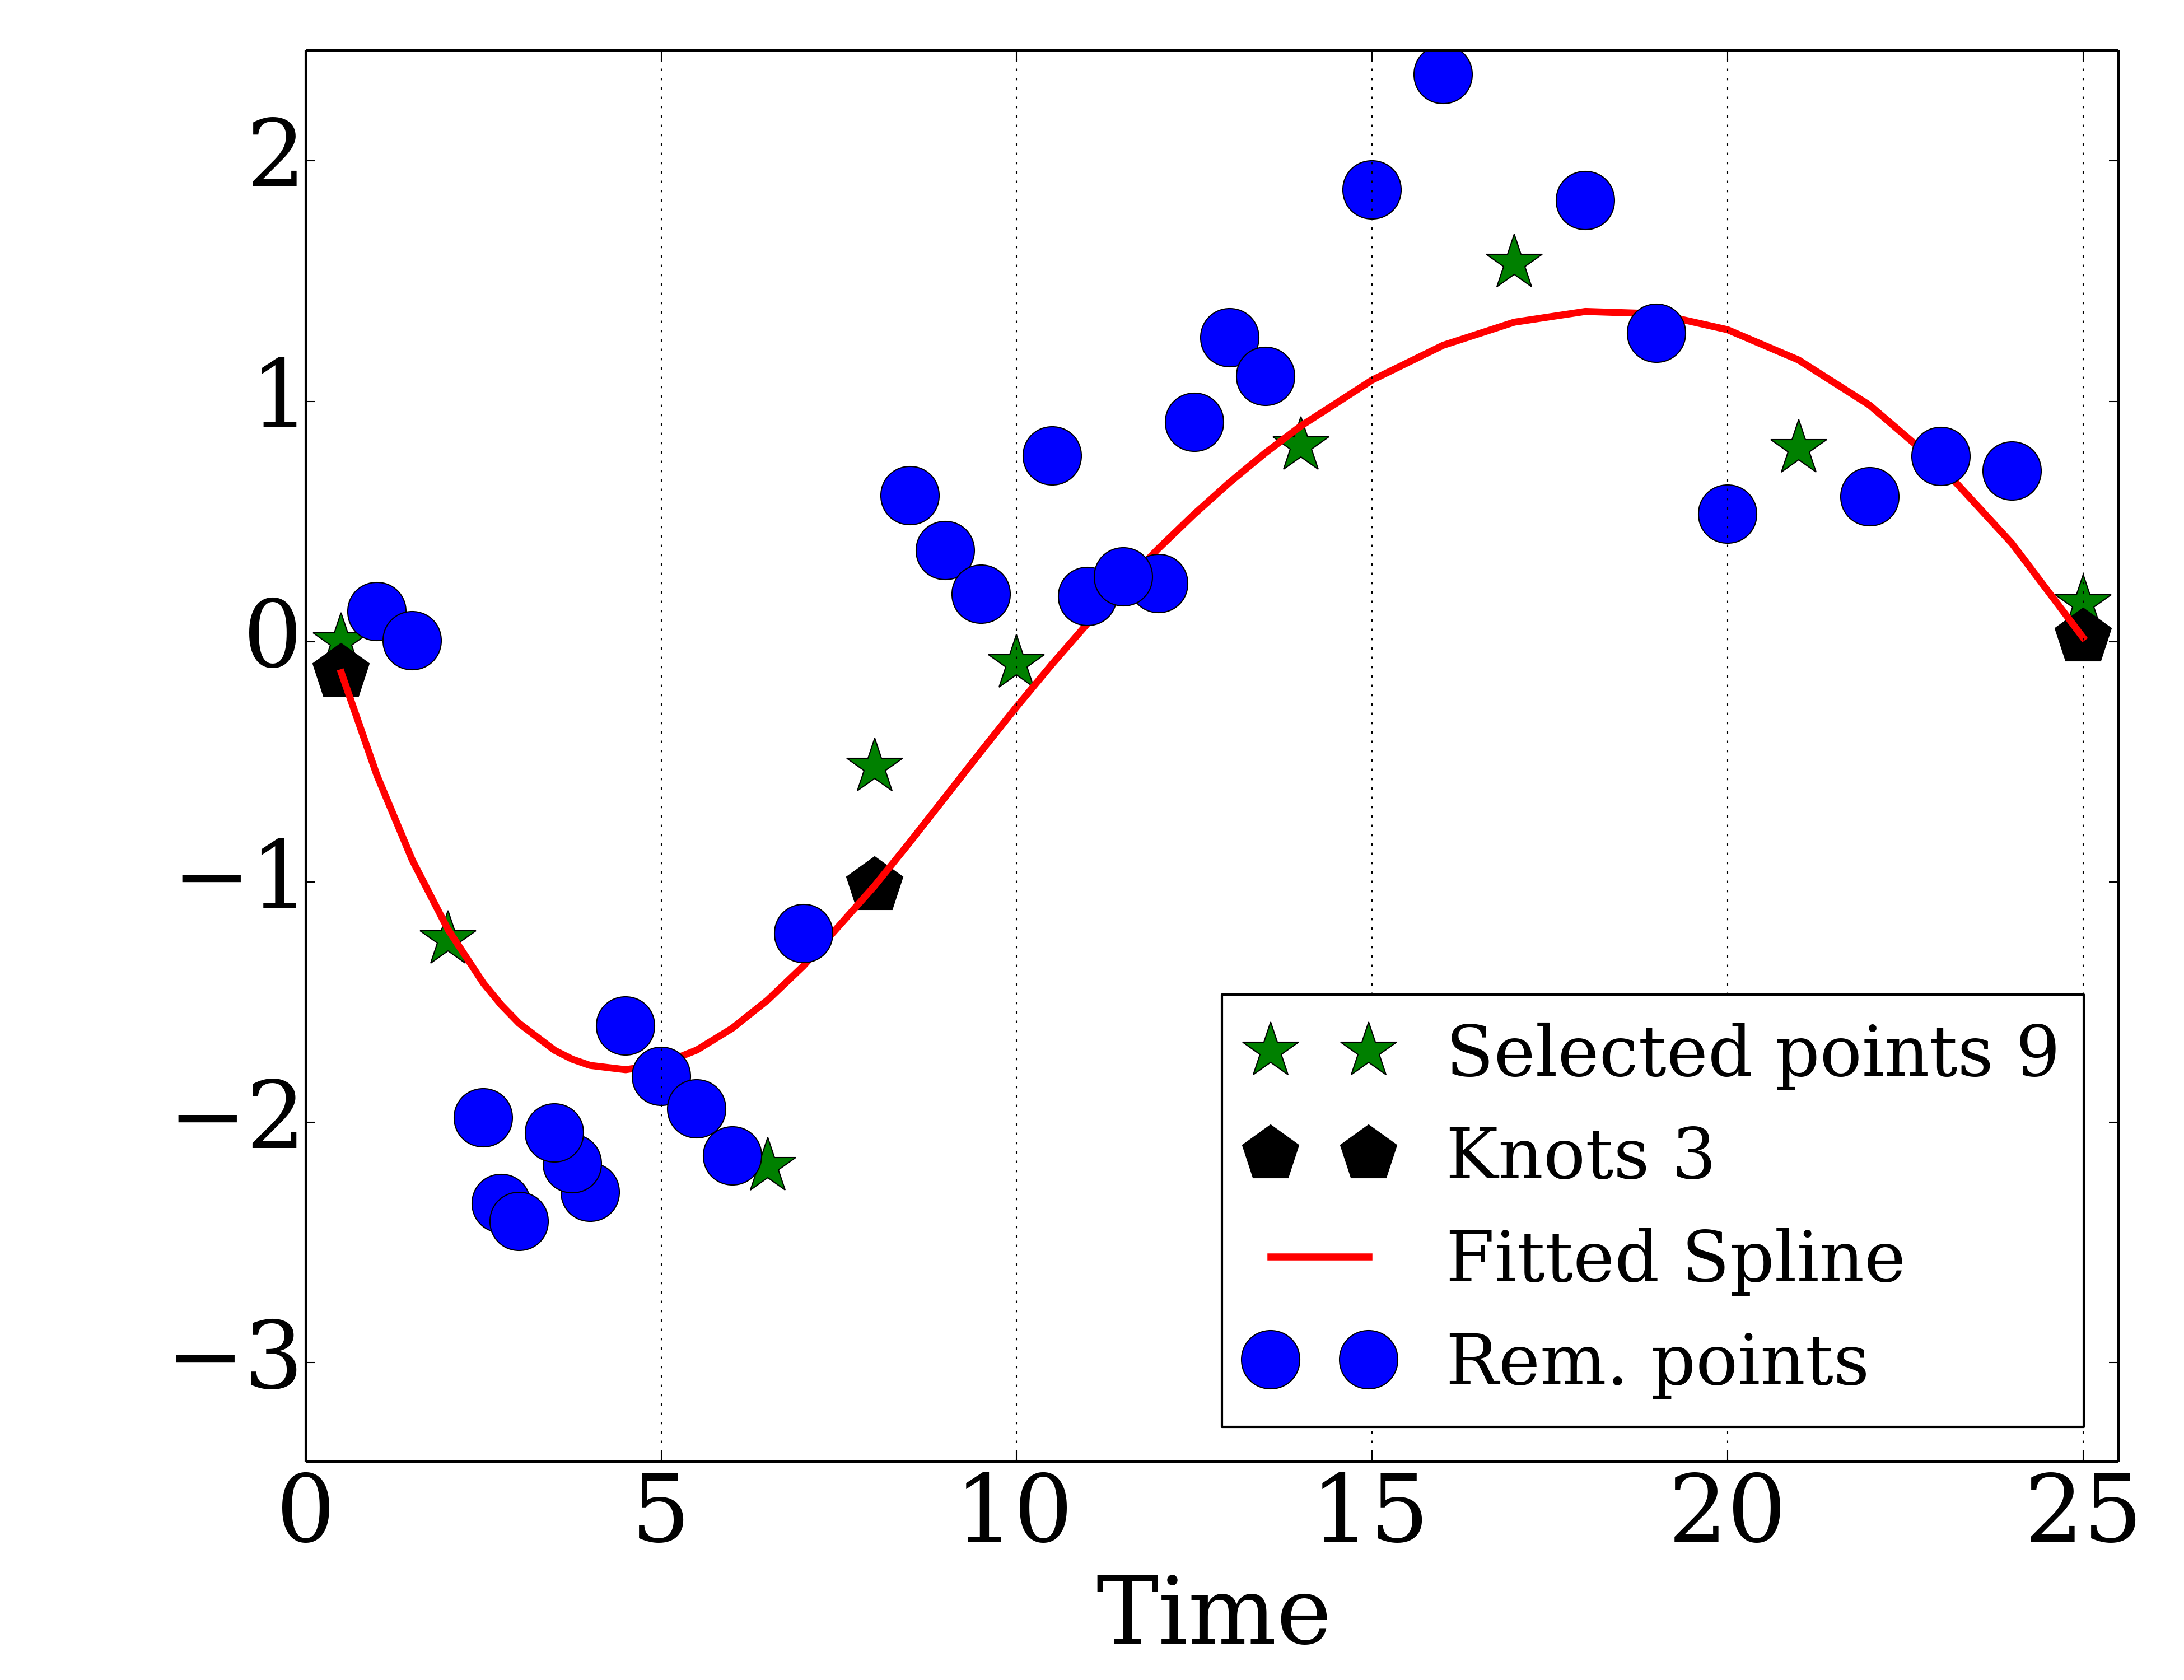 2
1
0
−1
−2
−3
0 5 10 15 20 25
Time
Selected points 9
Knots 3
Fitted Spline
Rem. points